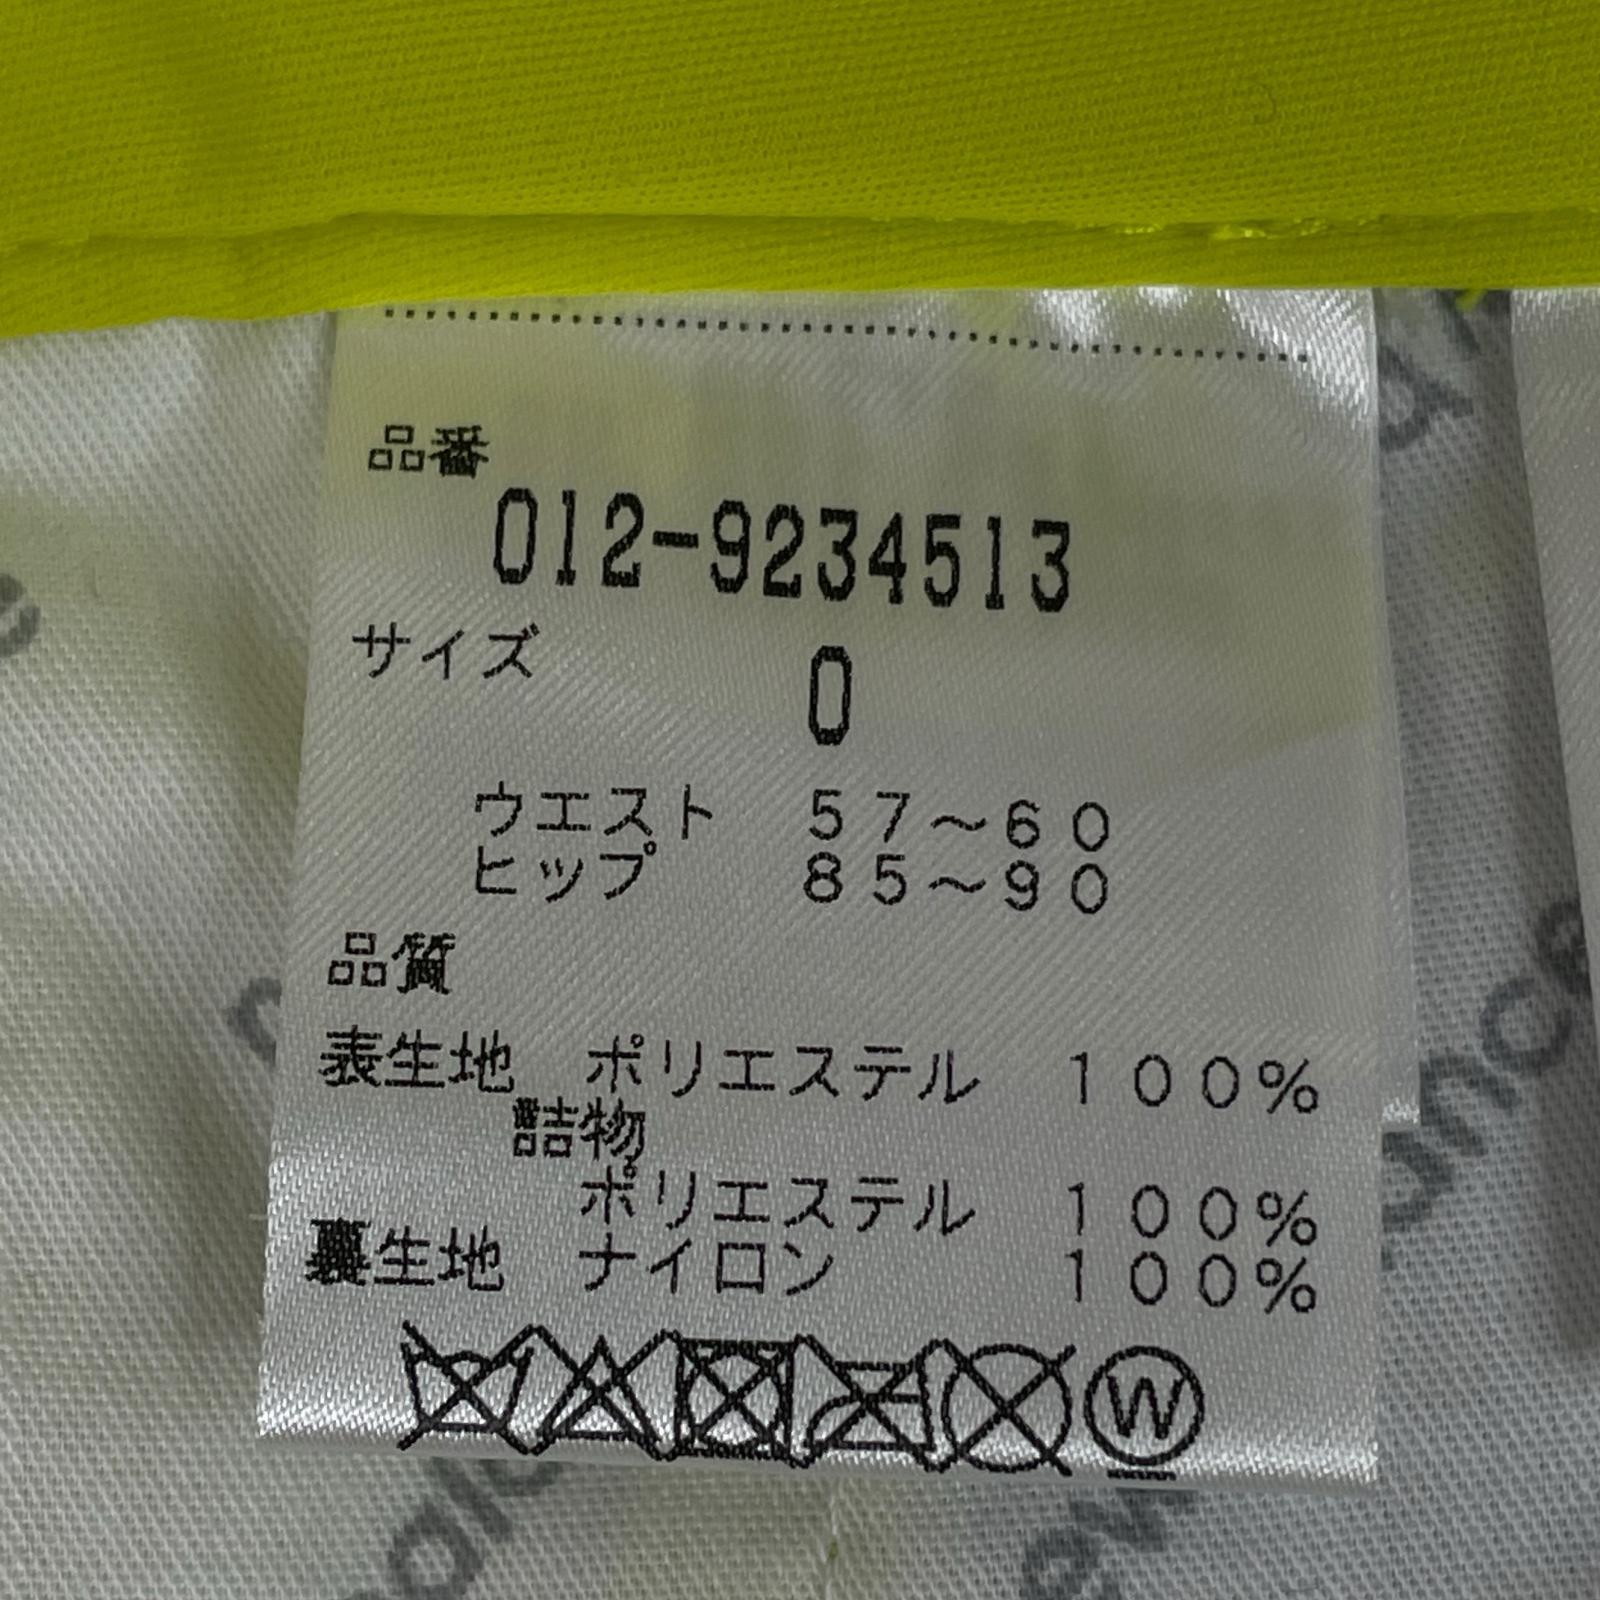 品番
012-9234513
サイズ
0
ウエスト 57〜60
ヒップ 85〜90
品質
表生地 ポリエステル 100%
詰物
ポリエステル 100%
裏生地 ナイロン 100%
W